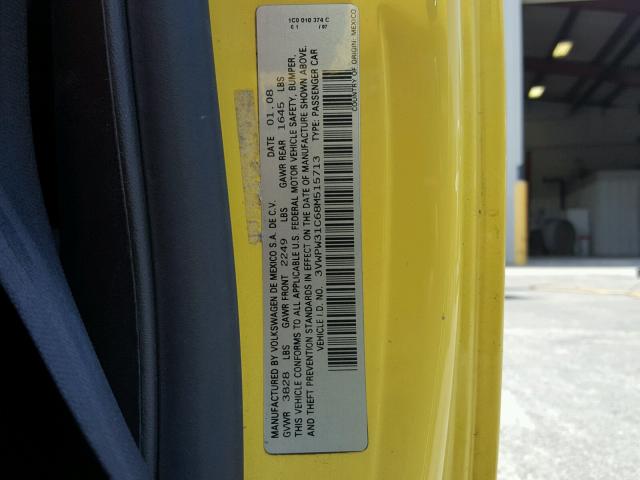 1C0 010 374 C
C 1 / 07
MANUFACTURED BY VOLKSWAGEN DE MEXICO S.A. DE C.V. DATE 01.08
GVWR 3828 LBS GAWR FRONT 2249 LBS GAWR REAR 1645 LBS
THIS VEHICLE CONFORMS TO ALL APPLICABLE U.S. FEDERAL MOTOR VEHICLE SAFETY, BUMPER,
AND THEFT PREVENTION STANDARDS IN EFFECT ON THE DATE OF MANUFACTURE SHOWN ABOVE.
VEHICLE I.D. NO. 3VWPW31C68M515713 TYPE: PASSENGER CAR
COUNTRY OF ORIGIN: MEXICO